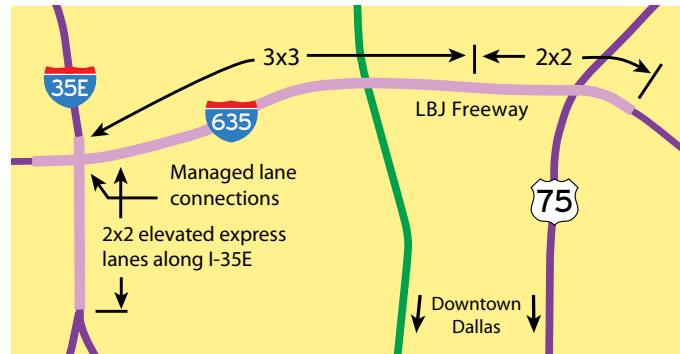 3x3
2x2
35E
LBJ Freeway
635
Managed lane
connections
75
2x2 elevated express
lanes along I-35E
Downtown
Dallas